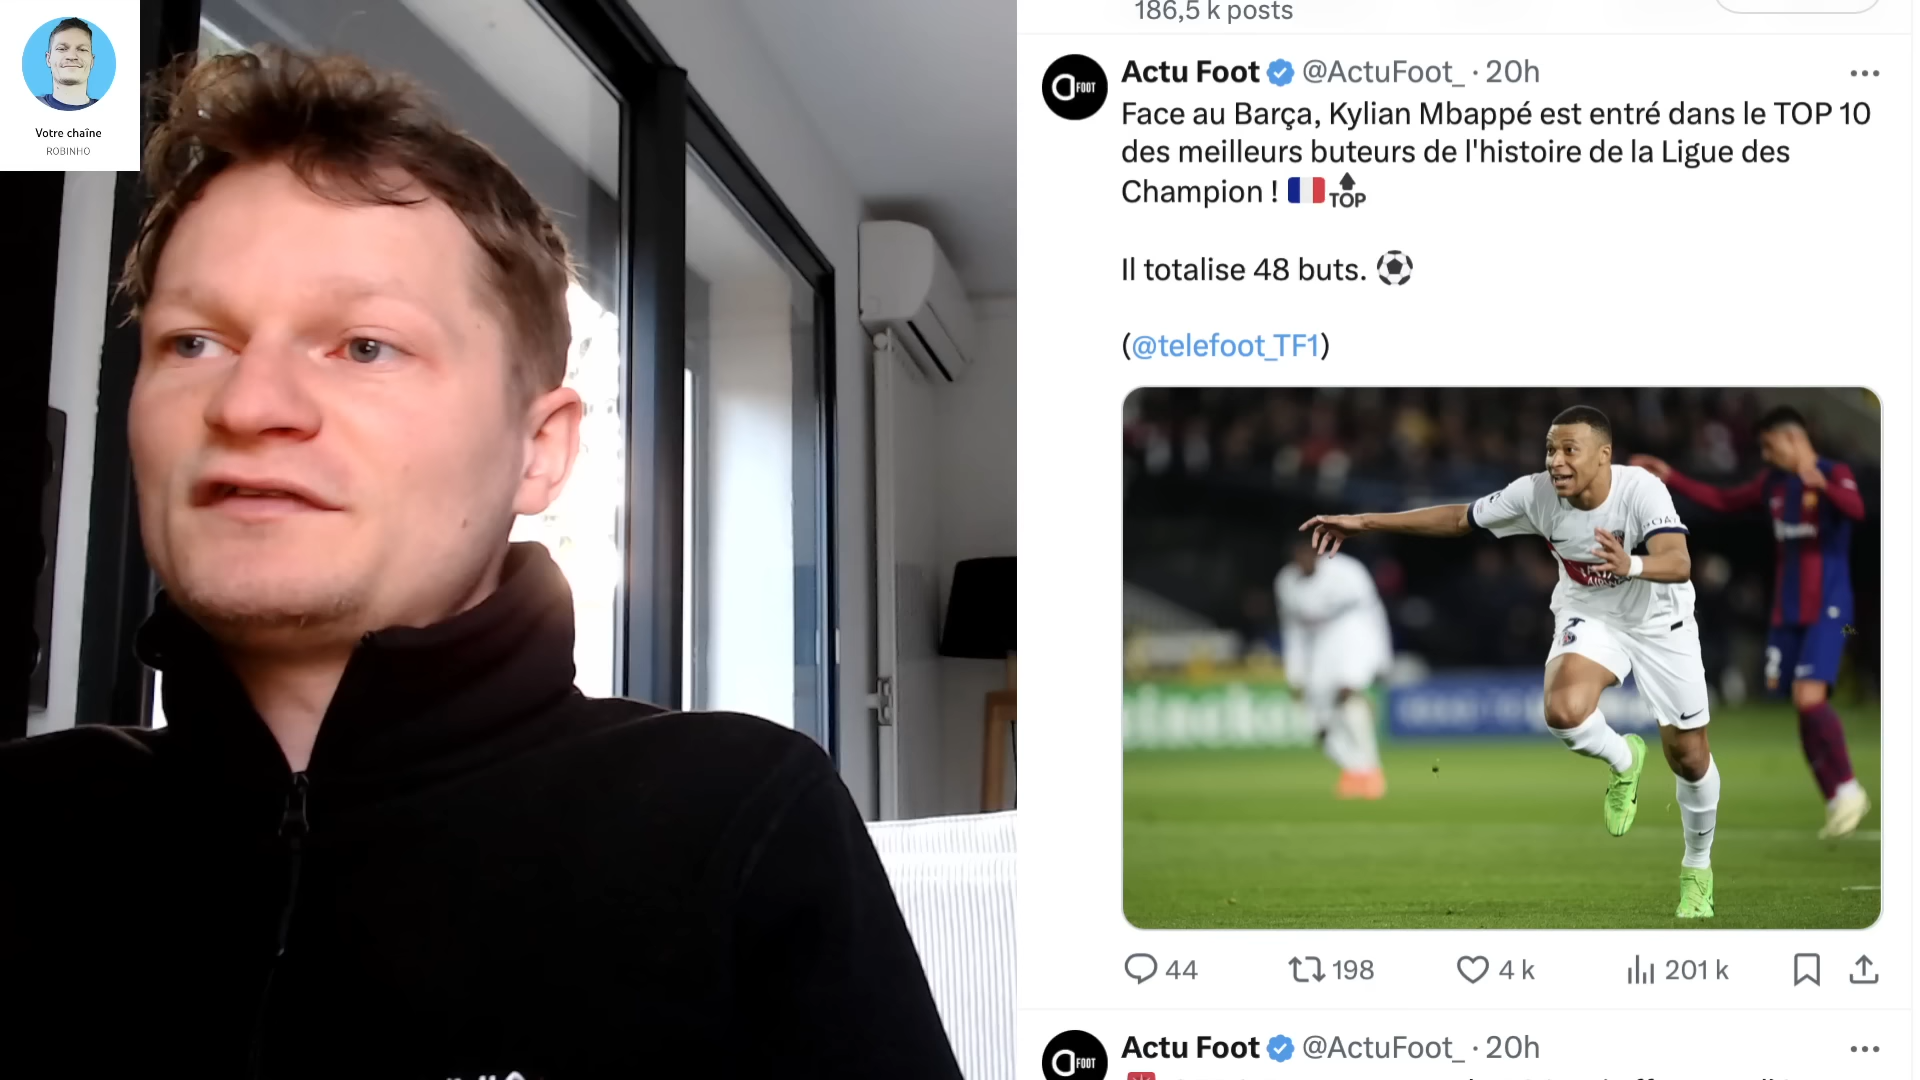 Votre chaîne
ROBINHO
186,5 k posts
Actu Foot @ActuFoot_ · 20h
Face au Barça, Kylian Mbappé est entré dans le TOP 10
des meilleurs buteurs de l'histoire de la Ligue des
Champion ! 🇫🇷🔝
Il totalise 48 buts. ⚽
(@telefoot_TF1)
44 198 4 k 201 k
Actu Foot @ActuFoot_ · 20h